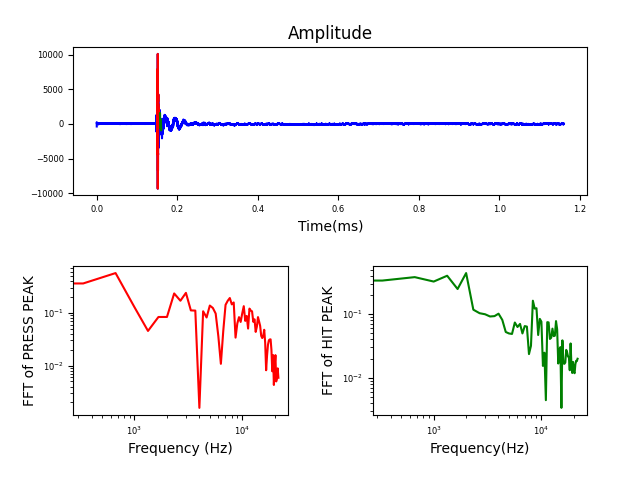 Amplitude
10000
5000
0
−5000
−10000
0.0 0.2 0.4 0.6 0.8 1.0 1.2
Time(ms)
FFT of PRESS PEAK
10⁻¹
10⁻²
10³ 10⁴
Frequency (Hz)
FFT of HIT PEAK
10⁻¹
10⁻²
10³ 10⁴
Frequency(Hz)